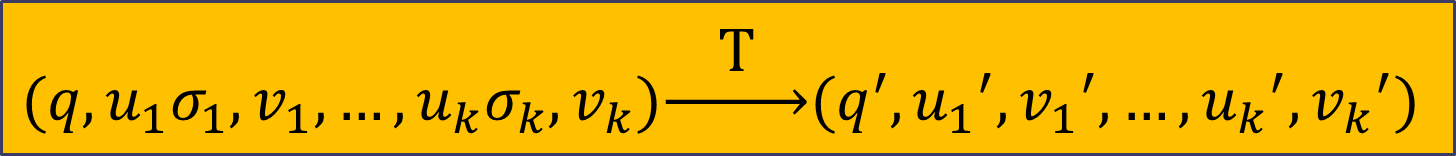 T
(q, u₁σ₁, v₁, … , uₖσₖ, vₖ)⟶(q′, u₁′, v₁′, … , uₖ′, vₖ′)